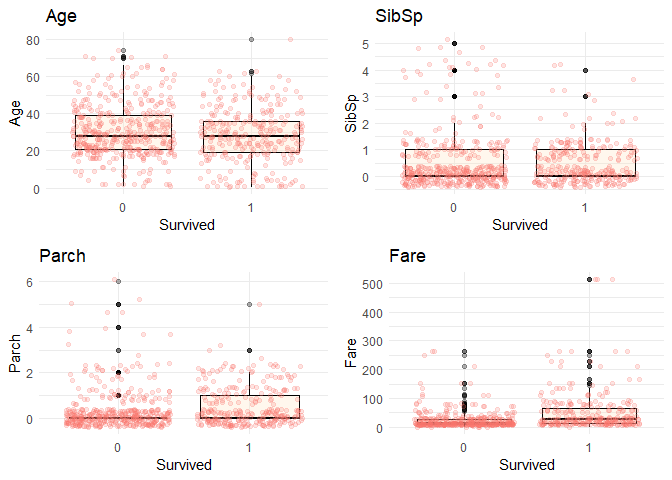 Age
80
60
40
20
0
Age
0 1
Survived
SibSp
5
4
3
2
1
0
SibSp
0 1
Survived
Parch
6
4
2
0
Parch
0 1
Survived
Fare
500
400
300
200
100
0
Fare
0 1
Survived